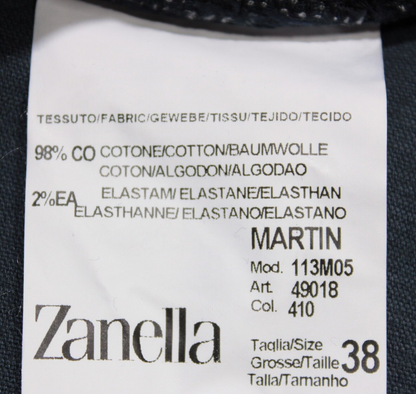 TESSUTO/FABRIC/GEWEBE/TISSU/TEJIDO/TECIDO
98% CO COTONE/COTTON/BAUMWOLLE
COTON/ALGODON/ALGODAO
2%EA ELASTAM/ELASTANE/ELASTHAN
ELASTHANNE/ELASTANO/ELASTANO
MARTIN
Mod. 113M05
Art. 49018
Col. 410
Zanella
Taglia/Size
Grosse/Taille 38
Talla/Tamanho